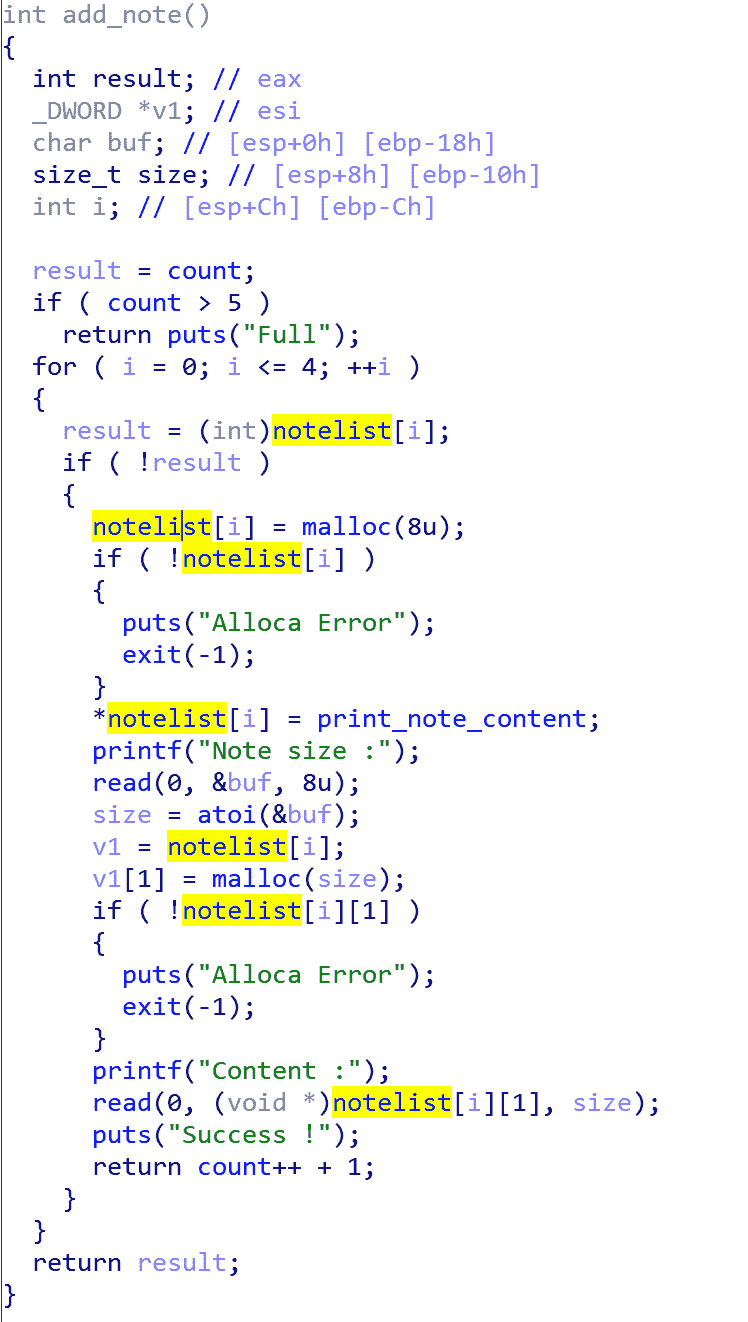 int add_note()
{
  int result; // eax
  _DWORD *v1; // esi
  char buf; // [esp+0h] [ebp-18h]
  size_t size; // [esp+8h] [ebp-10h]
  int i; // [esp+Ch] [ebp-Ch]

  result = count;
  if ( count > 5 )
    return puts("Full");
  for ( i = 0; i <= 4; ++i )
  {
    result = (int)notelist[i];
    if ( !result )
    {
      notelist[i] = malloc(8u);
      if ( !notelist[i] )
      {
        puts("Alloca Error");
        exit(-1);
      }
      *notelist[i] = print_note_content;
      printf("Note size :");
      read(0, &buf, 8u);
      size = atoi(&buf);
      v1 = notelist[i];
      v1[1] = malloc(size);
      if ( !notelist[i][1] )
      {
        puts("Alloca Error");
        exit(-1);
      }
      printf("Content :");
      read(0, (void *)notelist[i][1], size);
      puts("Success !");
      return count++ + 1;
    }
  }
  return result;
}